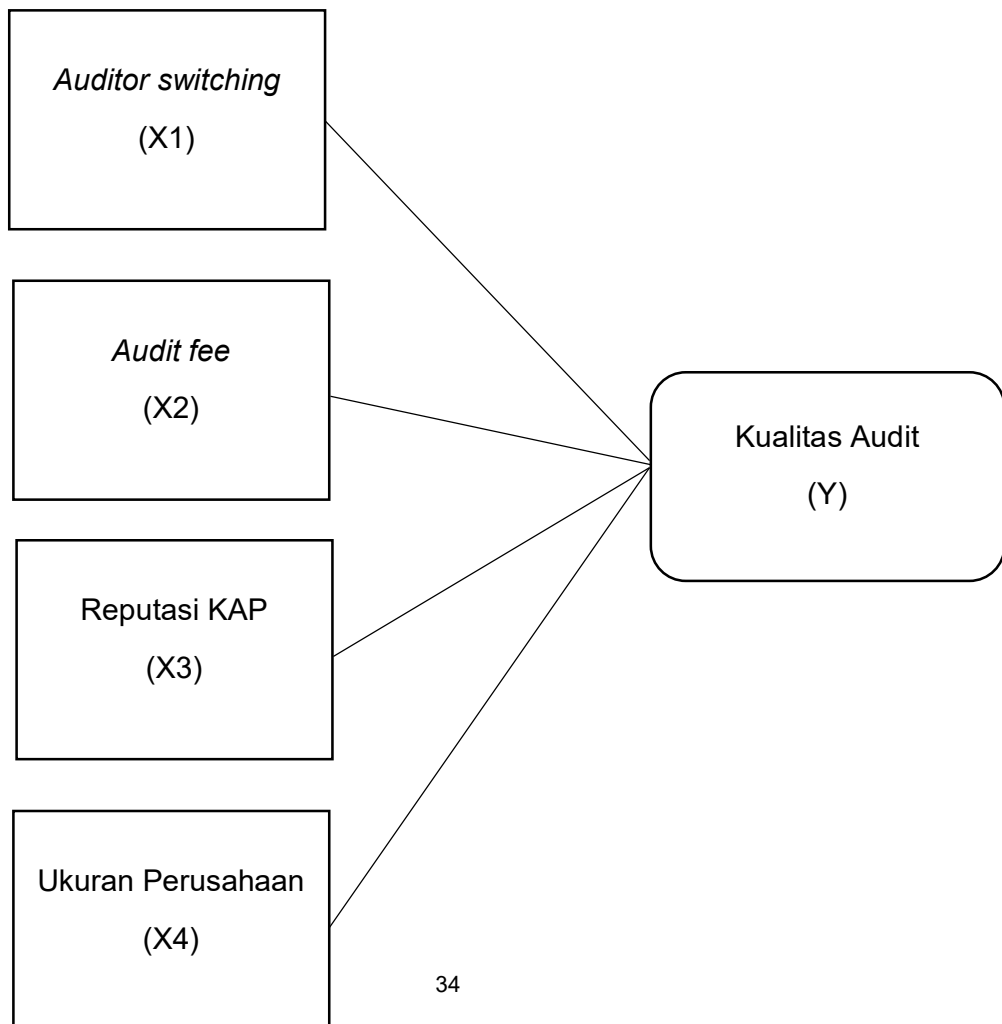 Auditor switching
(X1)
Audit fee
(X2)
Kualitas Audit
(Y)
Reputasi KAP
(X3)
Ukuran Perusahaan
(X4)
34